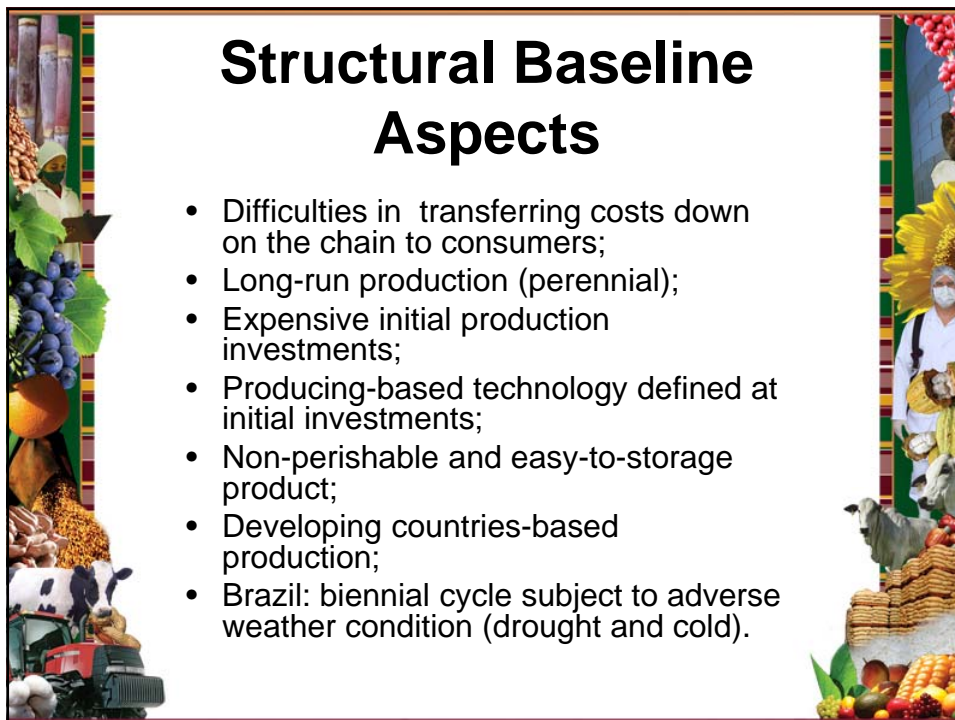 Structural Baseline
Aspects
• Difficulties in  transferring costs down
on the chain to consumers;
• Long-run production (perennial);
• Expensive initial production
investments;
• Producing-based technology defined at
initial investments;
• Non-perishable and easy-to-storage
product;
• Developing countries-based
production;
• Brazil: biennial cycle subject to adverse
weather condition (drought and cold).